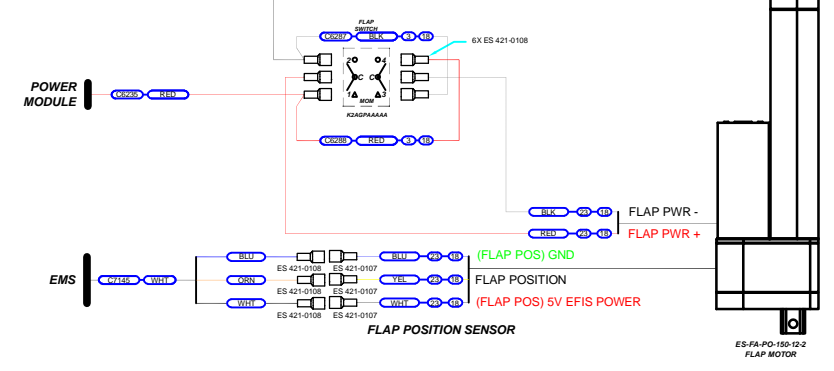 FLAP
SWITCH
C6287 BLK 3 18
6X ES 421-0108
2 4
C C
1 3
MOM
K2AGPAAAAA
POWER
MODULE
C6235 RED
C6288 RED 3 18
BLK 23 18 FLAP PWR -
RED 23 18 FLAP PWR +
BLU BLU 23 18 (FLAP POS) GND
ES 421-0108 ES 421-0107
EMS C7145 WHT ORN YEL 23 18 FLAP POSITION
ES 421-0108 ES 421-0107
WHT WHT 23 18 (FLAP POS) 5V EFIS POWER
ES 421-0108 ES 421-0107
FLAP POSITION SENSOR
ES-FA-PO-150-12-2
FLAP MOTOR